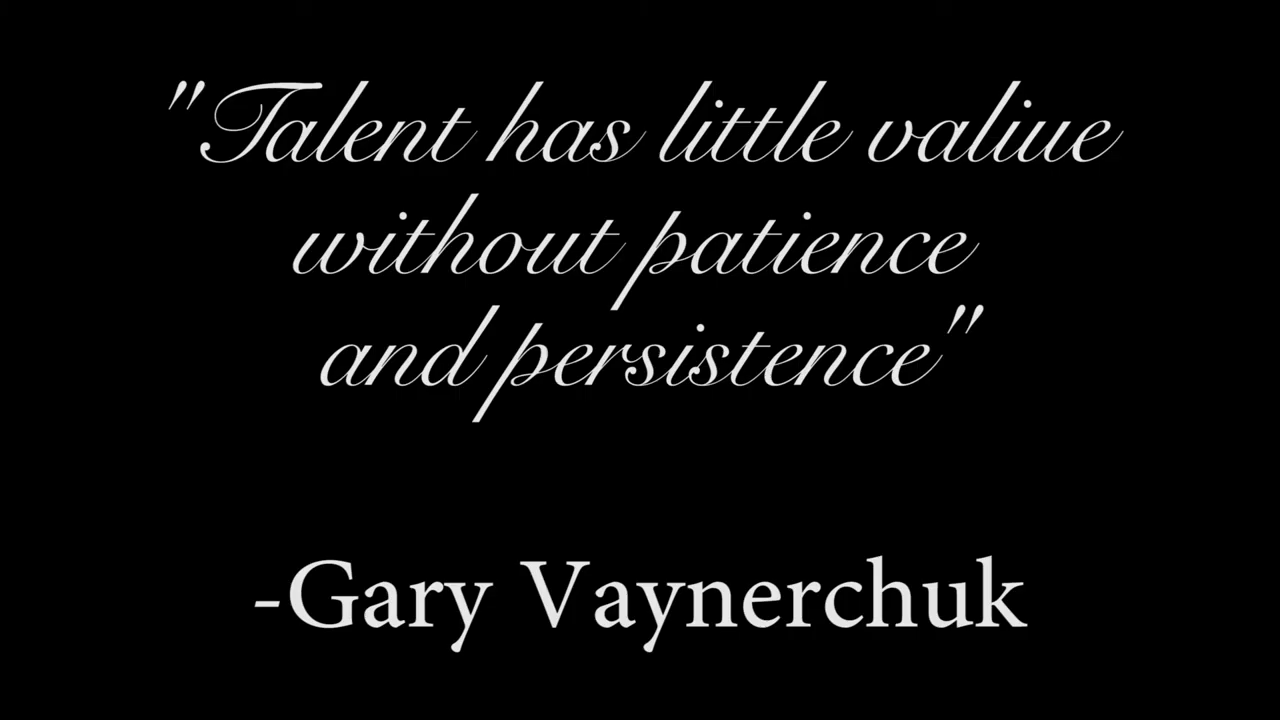 "Talent has little valiue
without patience
and persistence"
-Gary Vaynerchuk